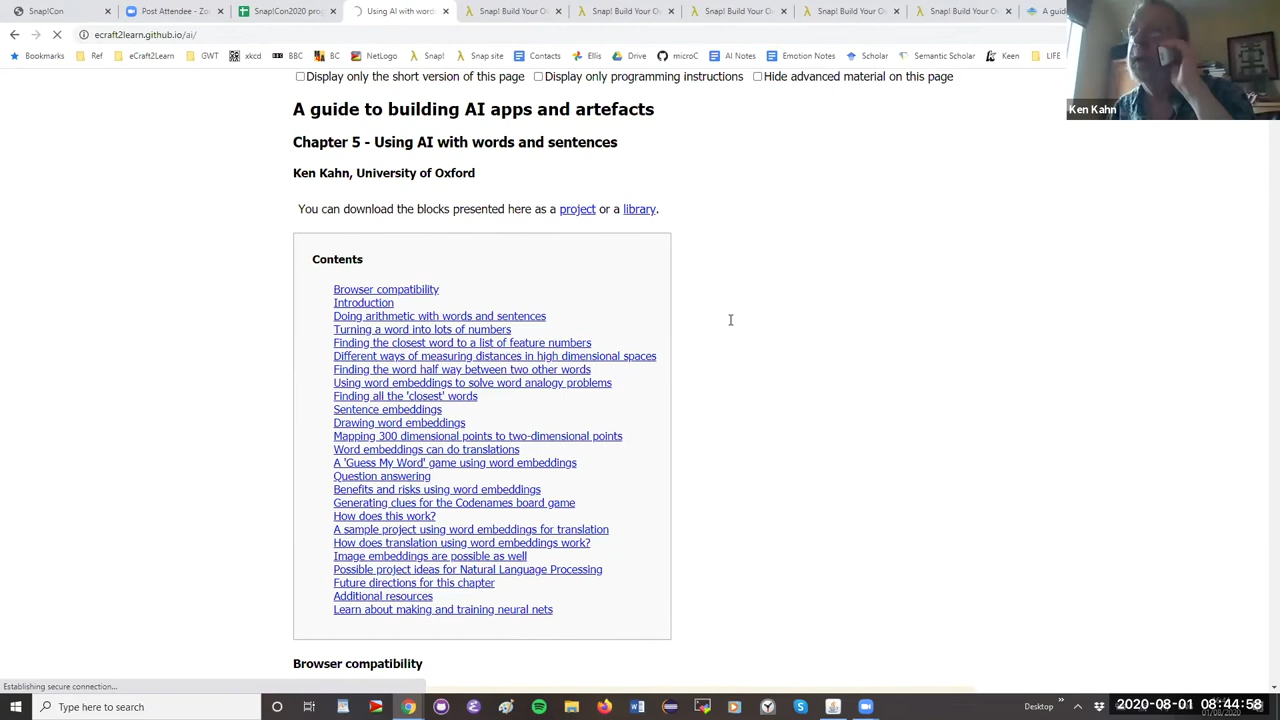 Snap!Con
Post Attendee - Zo
Snap!Con2020 pro
Using AI with word
Snap! Build Your O
Snap! Build Your O
Snap! Build Your O
Snap! Build Your O
Snap! Build Your O
A guid
ecraft2learn.github.io/ai/
Bookmarks
Ref
eCraft2Learn
GWT
xkcd
BBC
BC
NetLogo
Snap!
Snap site
Contacts
Ellis
Drive
microC
AI Notes
Emotion Notes
Scholar
Semantic Scholar
Keen
LIFE
Display only the short version of this page
Display only programming instructions
Hide advanced material on this page
Ken Kahn
A guide to building AI apps and artefacts
Chapter 5 - Using AI with words and sentences
Ken Kahn, University of Oxford
You can download the blocks presented here as a project or a library.
Contents
Browser compatibility
Introduction
Doing arithmetic with words and sentences
Turning a word into lots of numbers
Finding the closest word to a list of feature numbers
Different ways of measuring distances in high dimensional spaces
Finding the word half way between two other words
Using word embeddings to solve word analogy problems
Finding all the 'closest' words
Sentence embeddings
Drawing word embeddings
Mapping 300 dimensional points to two-dimensional points
Word embeddings can do translations
A 'Guess My Word' game using word embeddings
Question answering
Benefits and risks using word embeddings
Generating clues for the Codenames board game
How does this work?
A sample project using word embeddings for translation
How does translation using word embeddings work?
Image embeddings are possible as well
Possible project ideas for Natural Language Processing
Future directions for this chapter
Additional resources
Learn about making and training neural nets
Browser compatibility
Establishing secure connection...
Type here to search
Desktop
2020-08-01 08:44:58